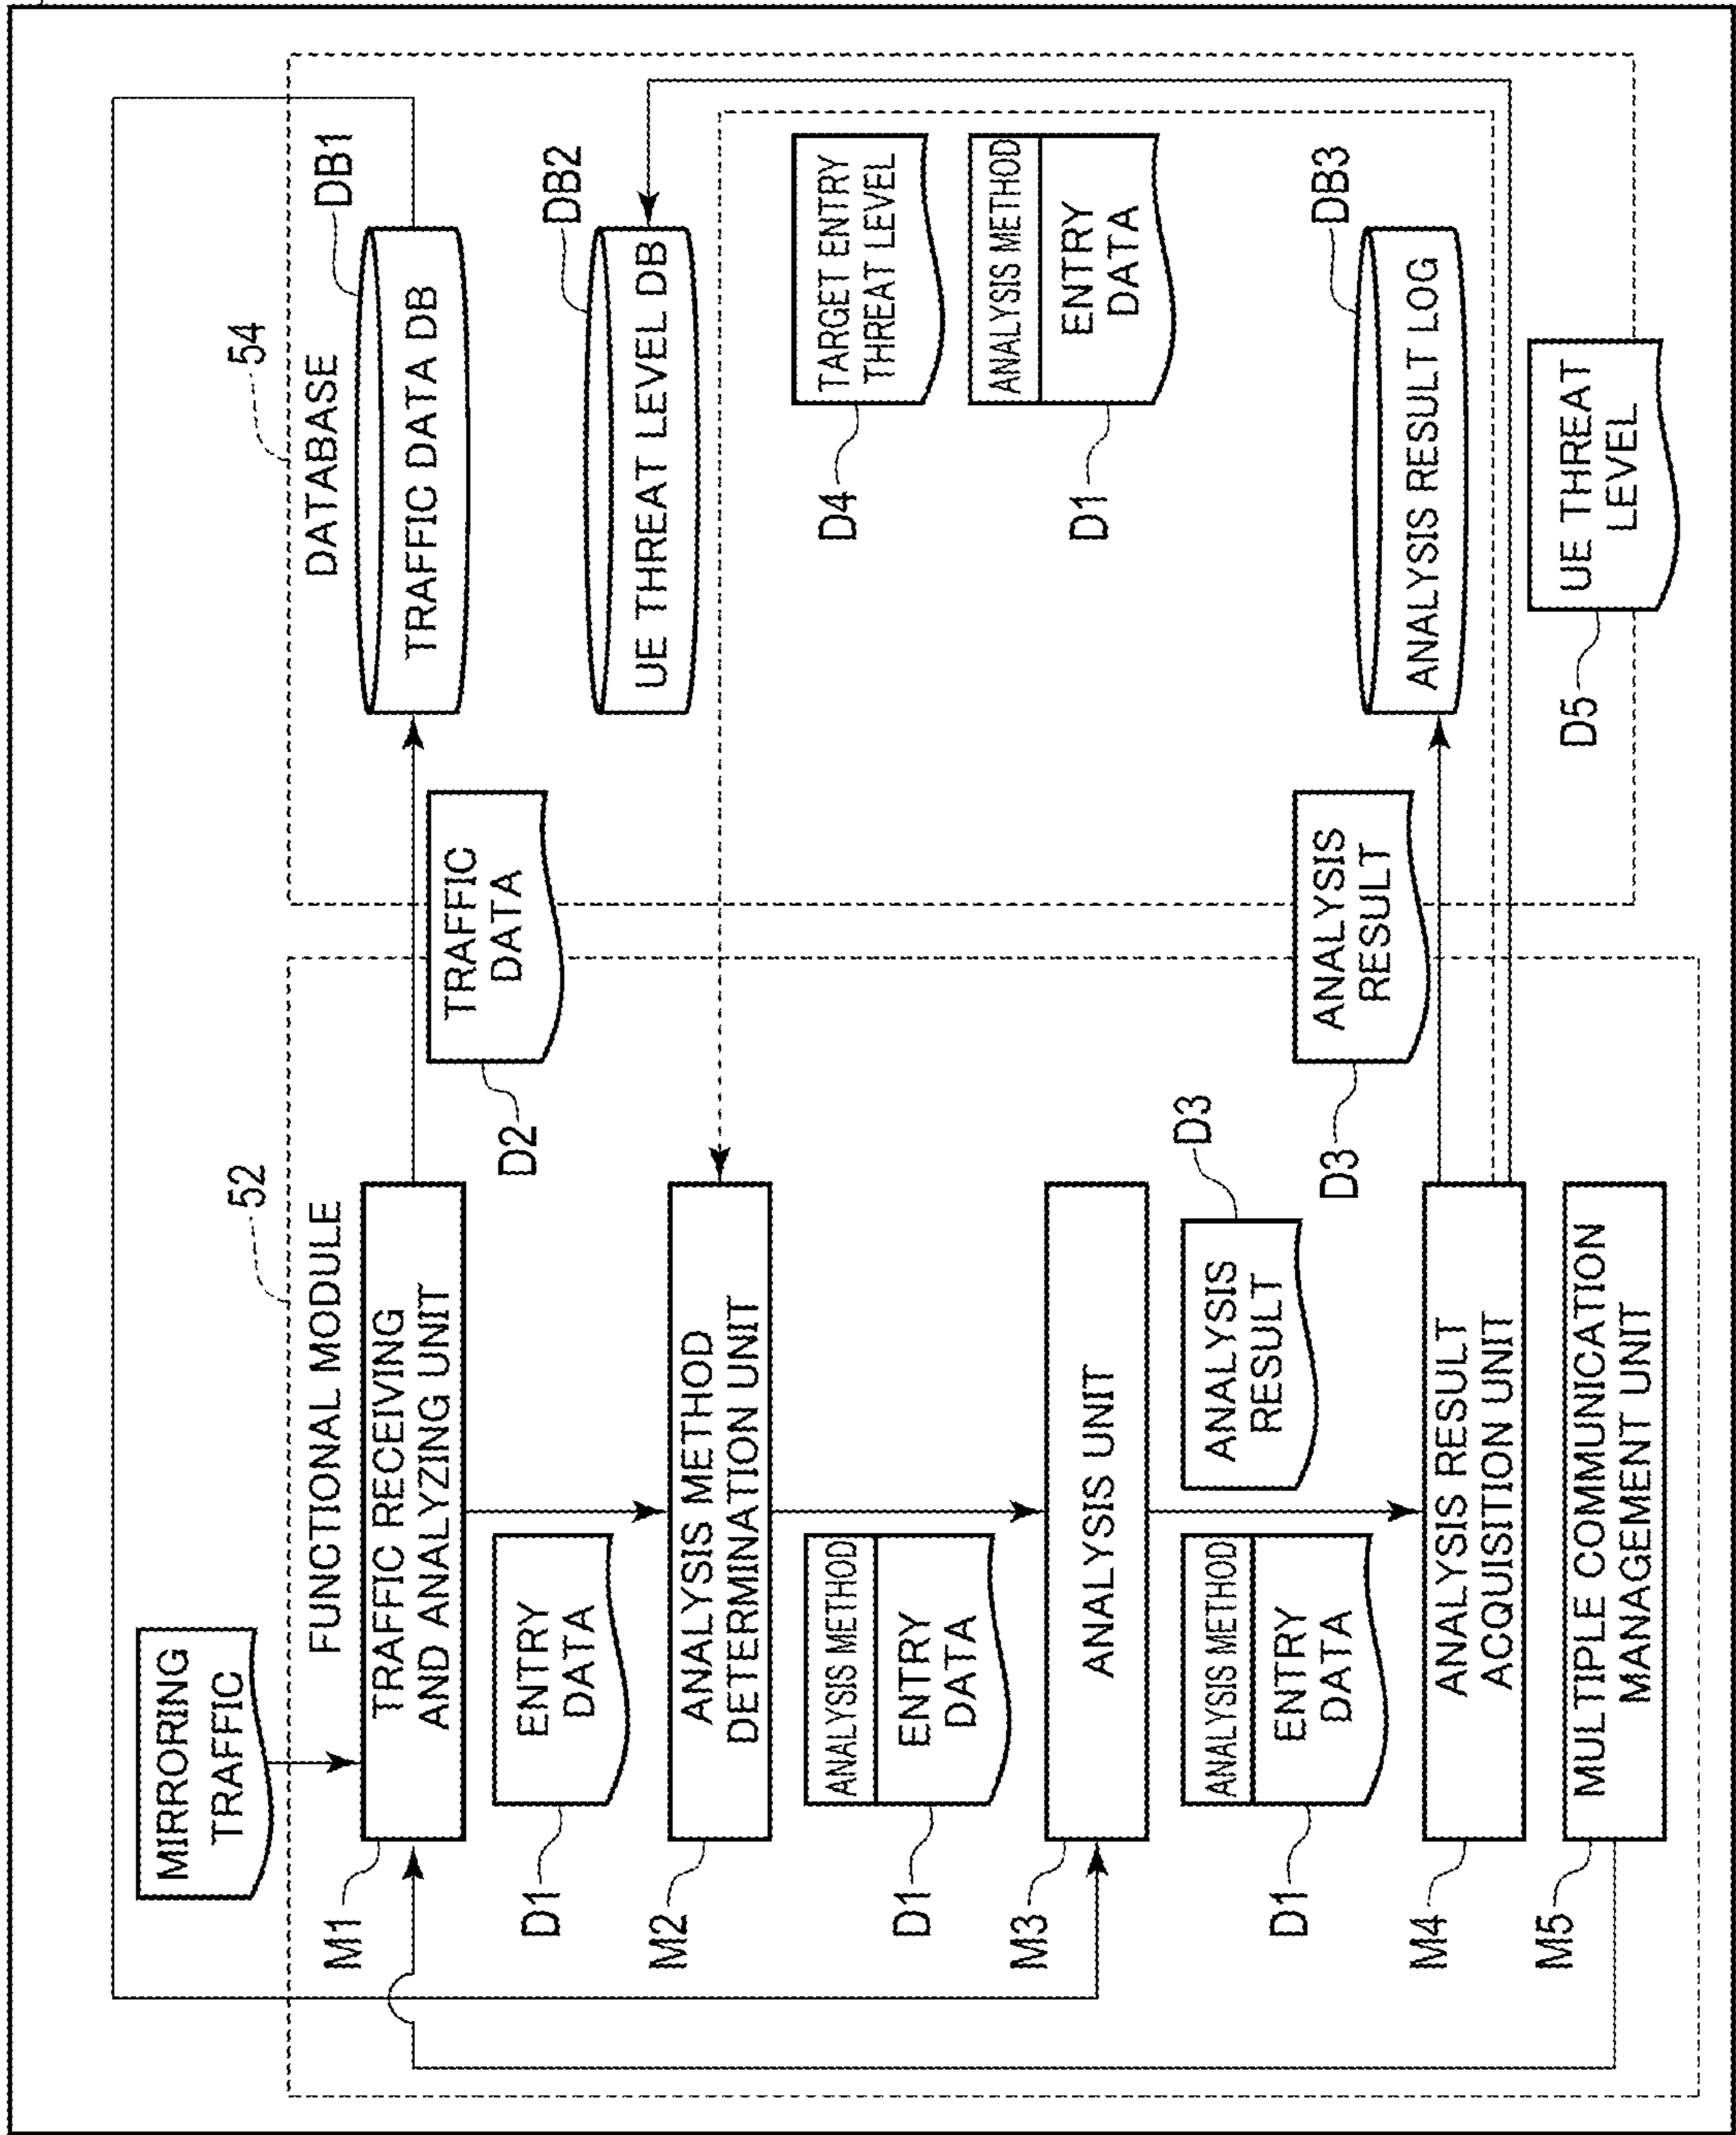 MIRRORING
TRAFFIC
52
FUNCTIONAL MODULE
M1
TRAFFIC RECEIVING
AND ANALYZING UNIT
D1
ENTRY
DATA
M2
ANALYSIS METHOD
DETERMINATION UNIT
D1
ANALYSIS METHOD
ENTRY
DATA
M3
ANALYSIS UNIT
D1
ANALYSIS METHOD
ENTRY
DATA
D3
ANALYSIS
RESULT
M4
ANALYSIS RESULT
ACQUISITION UNIT
M5
MULTIPLE COMMUNICATION
MANAGEMENT UNIT
D2
TRAFFIC
DATA
D3
ANALYSIS
RESULT
54
DATABASE
DB1
TRAFFIC DATA DB
DB2
UE THREAT LEVEL DB
D4
TARGET ENTRY
THREAT LEVEL
D1
ANALYSIS METHOD
ENTRY
DATA
DB3
ANALYSIS RESULT LOG
D5
UE THREAT
LEVEL